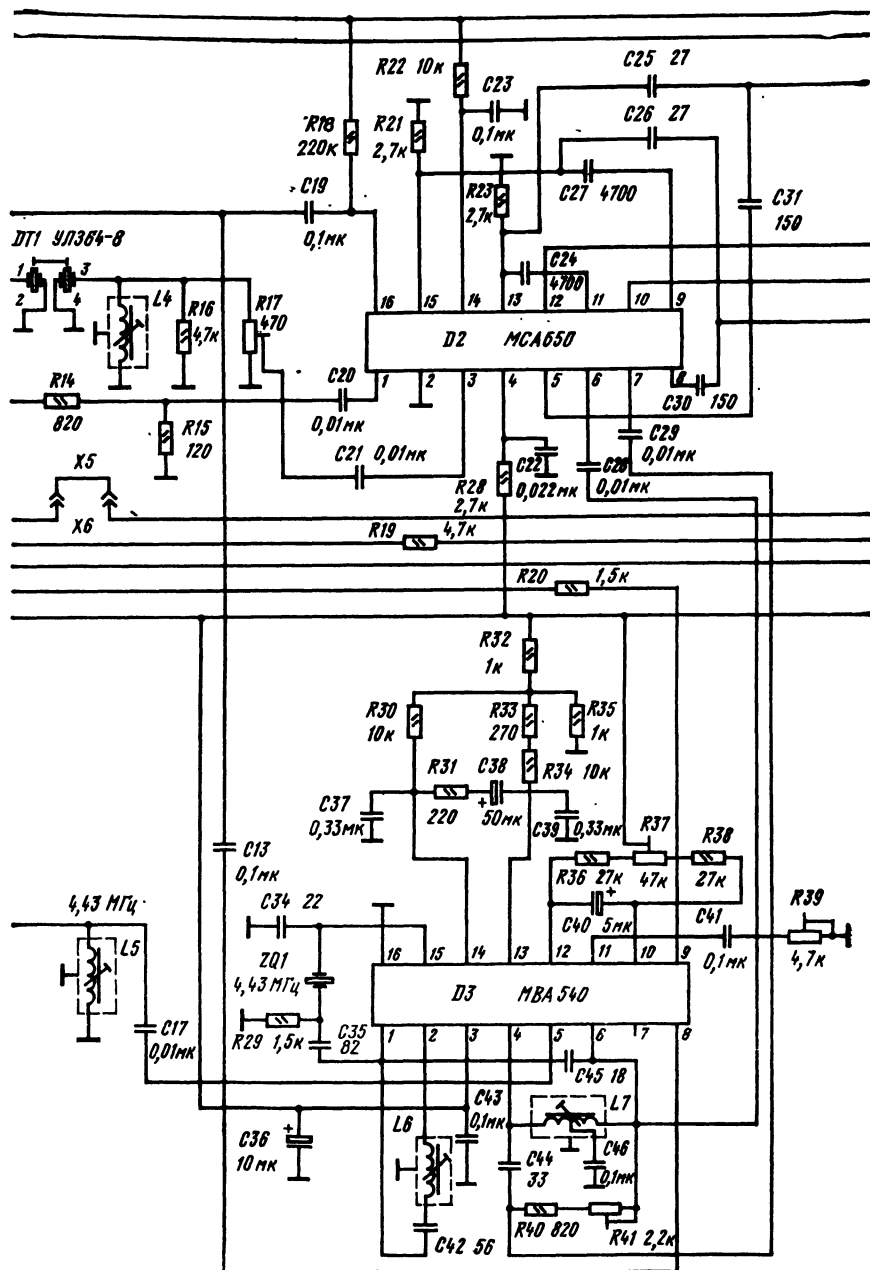 R22 10к
C25 27
C23
0,1мк
C26 27
R18
220к
R21
2,7к
C19
0,1мк
R23
2,7к
C27 4700
C31
150
DT1 УЛЗ64-8
1 3
2 4
L4
R16
4,7к
R17
470
C24
4700
16 15 14 13 12 11 10 9
D2 MCA650
1 2 3 4 5 6 7 8
R14
820
C20
0,01мк
R15
120
C30 150
C21 0,01мк
C22
0,022мк
C28
0,01мк
C29
0,01мк
X5
X6
R28
2,7к
R19 4,7к
R20 1,5к
R32
1к
R30
10к
R33
270
R35
1к
R31
220
C38
+
50мк
R34 10к
C37
0,33мк
C39 0,33мк
R37
47к
R36 27к
R38
27к
C13
0,1мк
C34 22
C40 +
5мк
C41
0,1мк
R39
4,7к
4,43 МГц
L5
ZQ1
4,43 МГц
16 15 14 13 12 11 10 9
D3 MBA540
1 2 3 4 5 6 7 8
C17
0,01мк
R29 1,5к
C35
82
C45 18
C36
+
10мк
L6
C43
0,1мк
L7
C44
33
C46
0,1мк
C42 56
R40 820
R41 2,2к